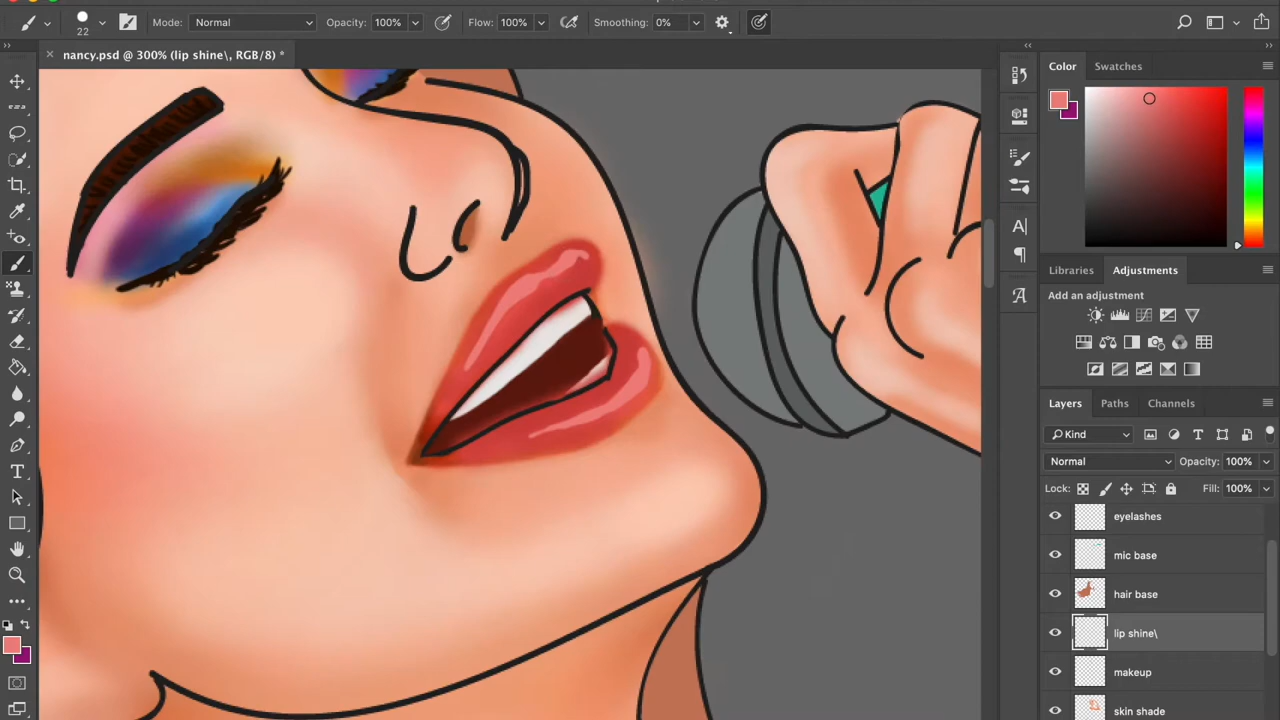 22
Mode: Normal
Opacity: 100%
Flow: 100%
Smoothing: 0%
nancy.psd @ 300% (lip shine\, RGB/8) *
Color Swatches
Libraries Adjustments
Add an adjustment
Layers Paths Channels
Kind
Normal Opacity: 100%
Lock: Fill: 100%
eyelashes
mic base
hair base
lip shine\
makeup
skin shade